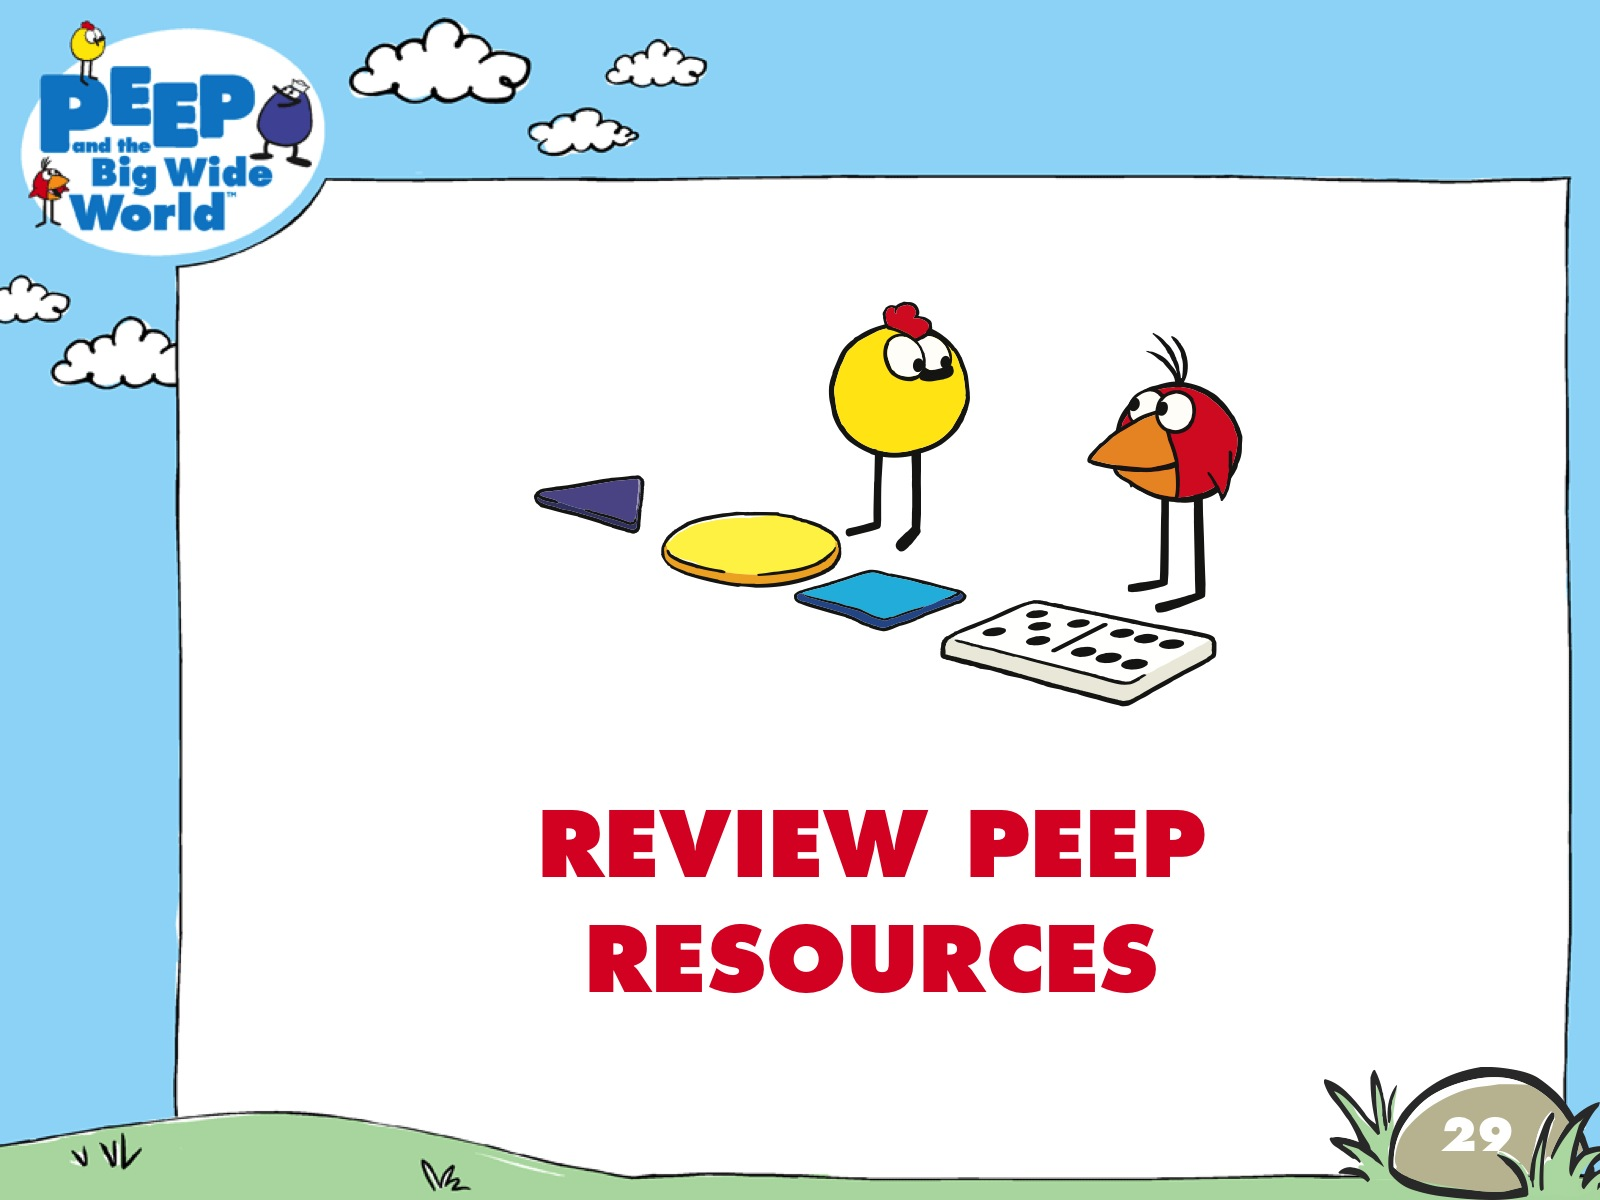 PEEP
and the
Big Wide
World™
REVIEW PEEP
RESOURCES
29